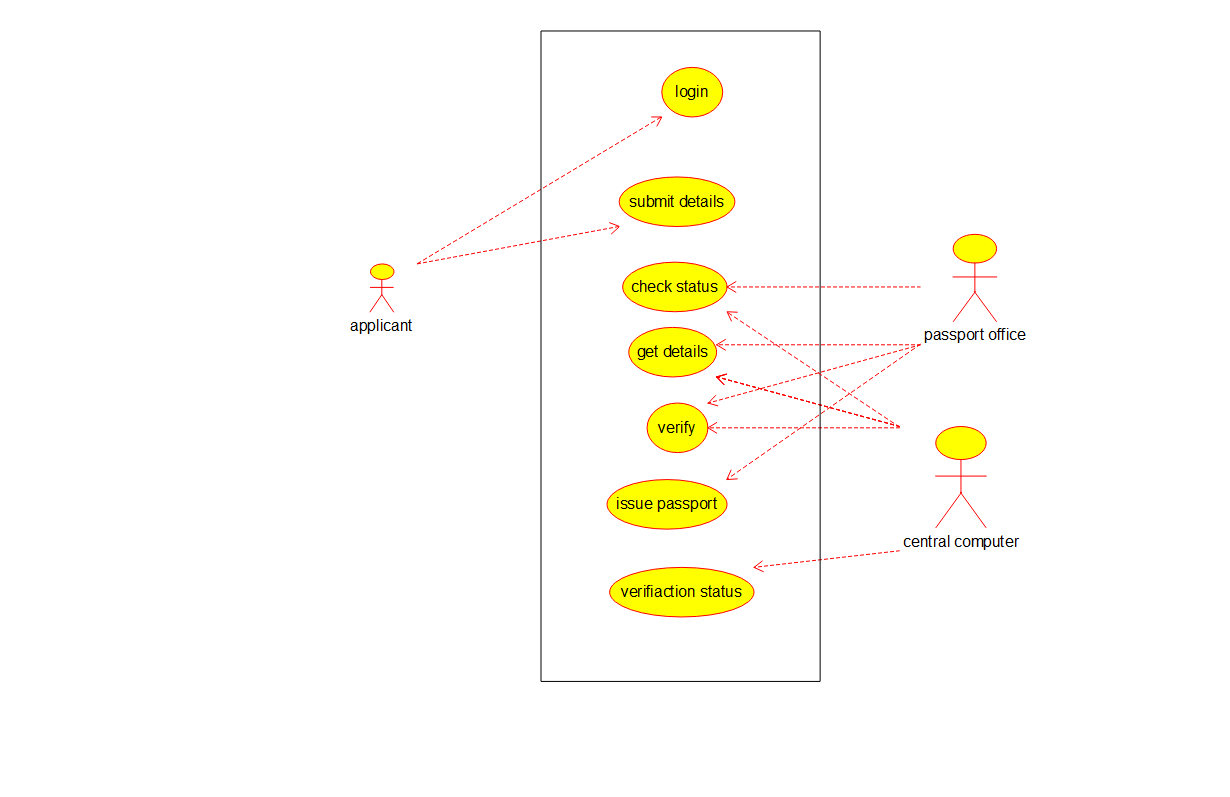 login
submit details
check status
get details
verify
issue passport
verifiaction status
applicant
passport office
central computer